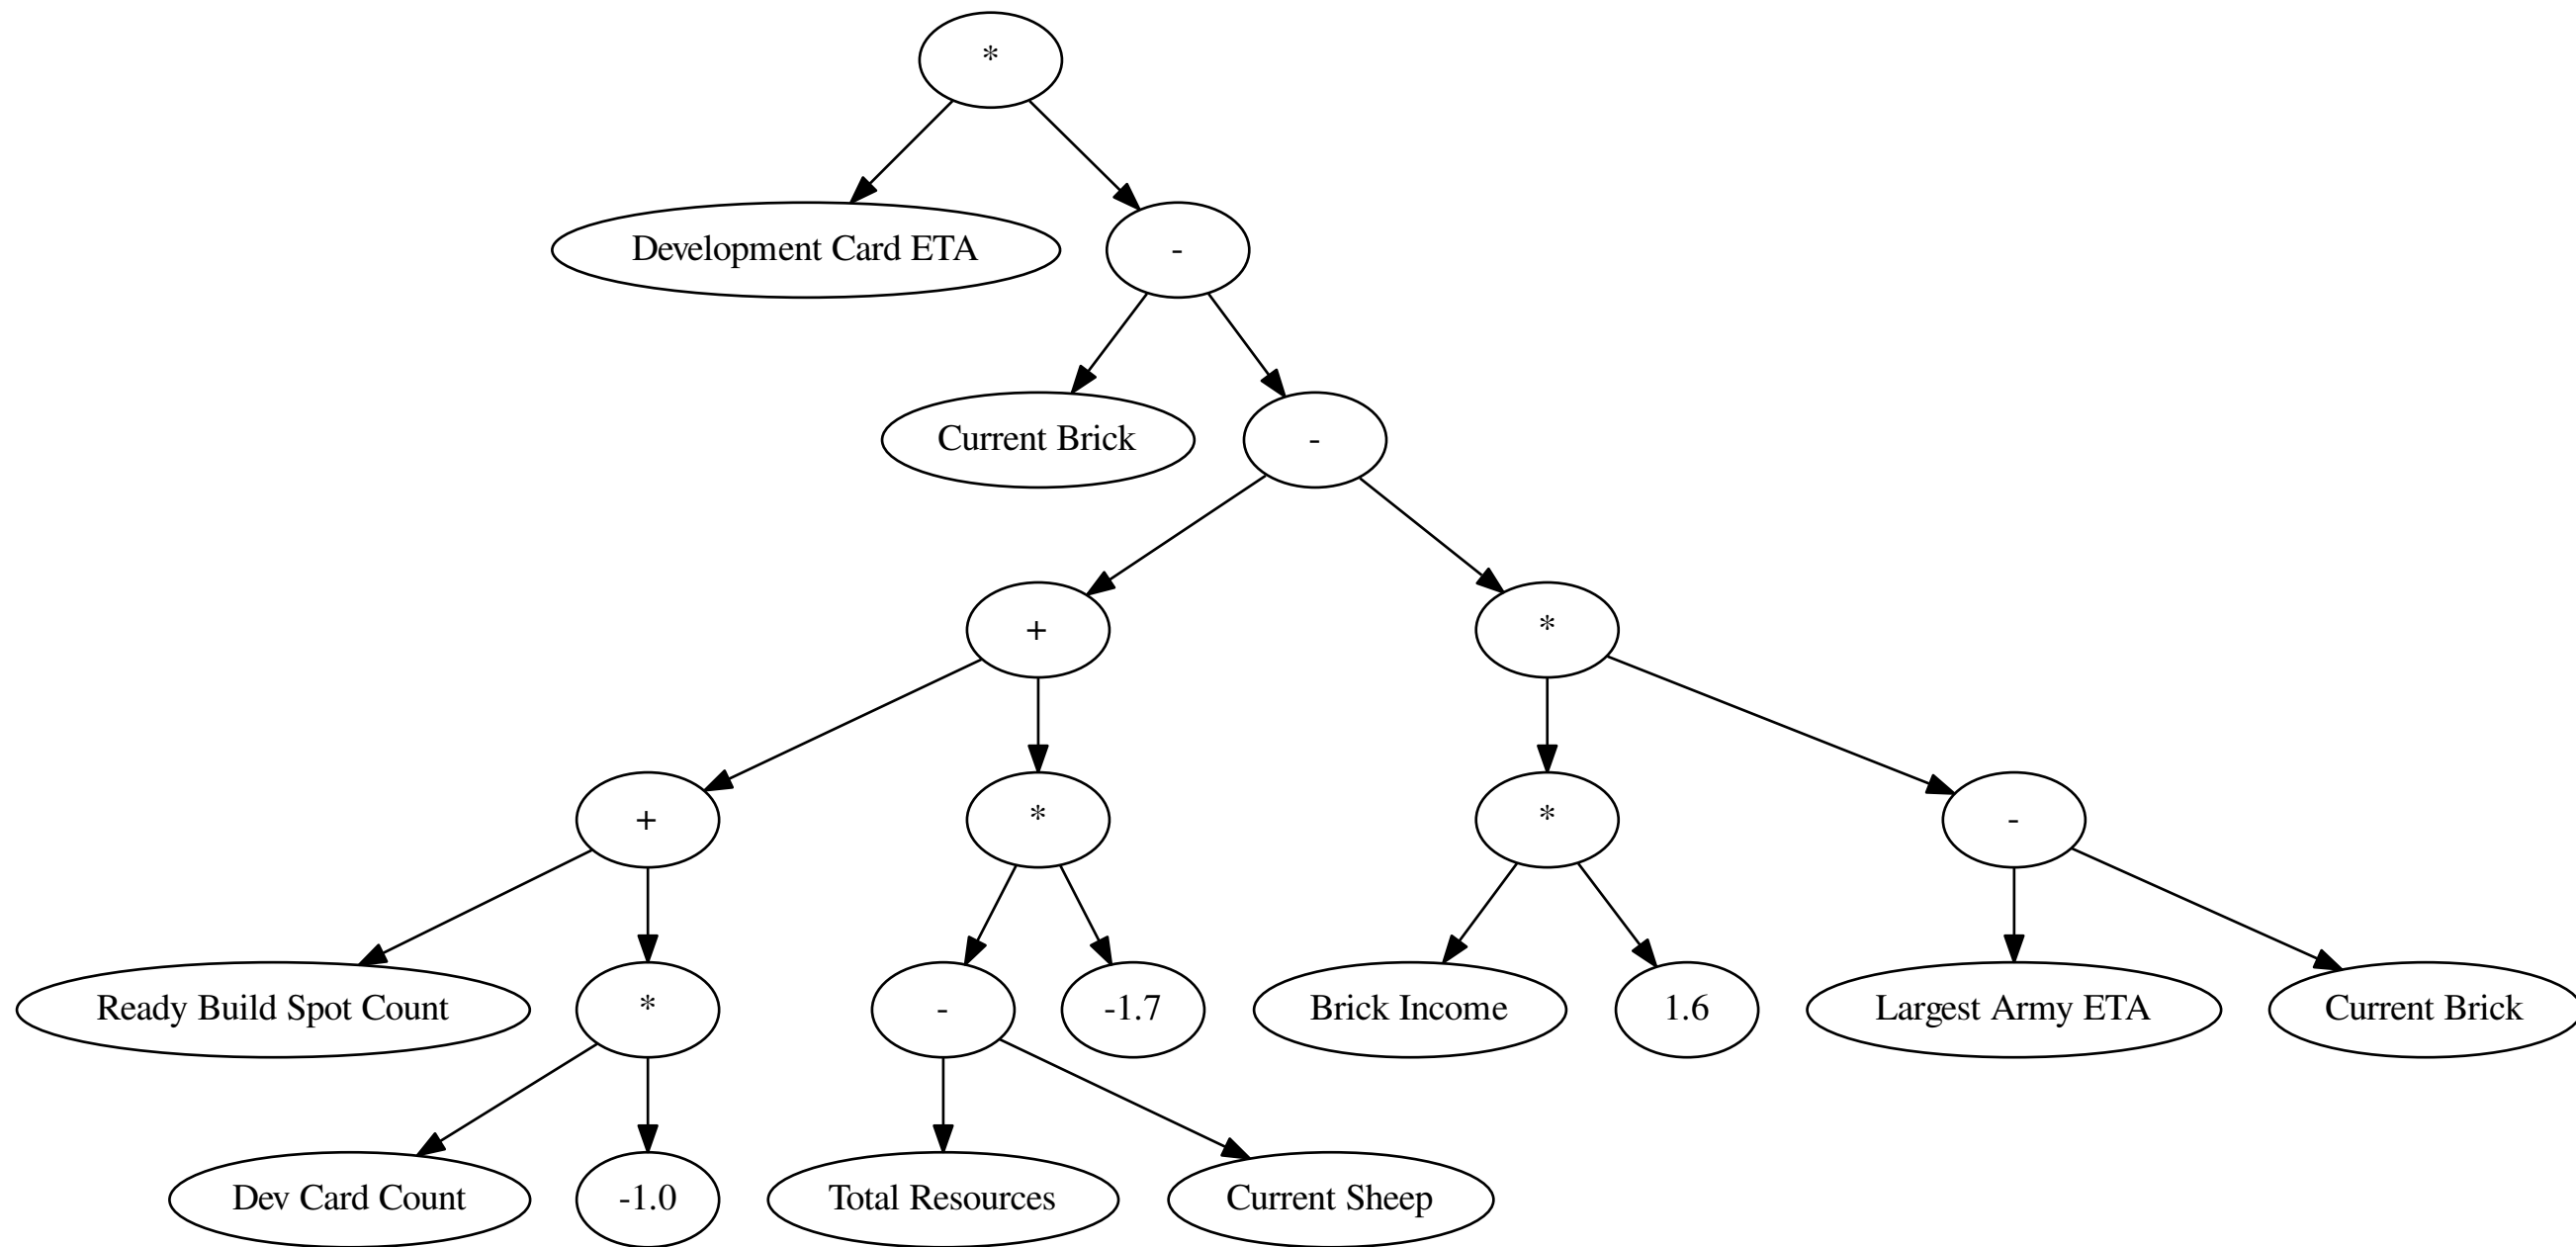 *
Development Card ETA
-
Current Brick
-
+
*
+
*
*
-
Ready Build Spot Count
*
-
-1.7
Brick Income
1.6
Largest Army ETA
Current Brick
Dev Card Count
-1.0
Total Resources
Current Sheep